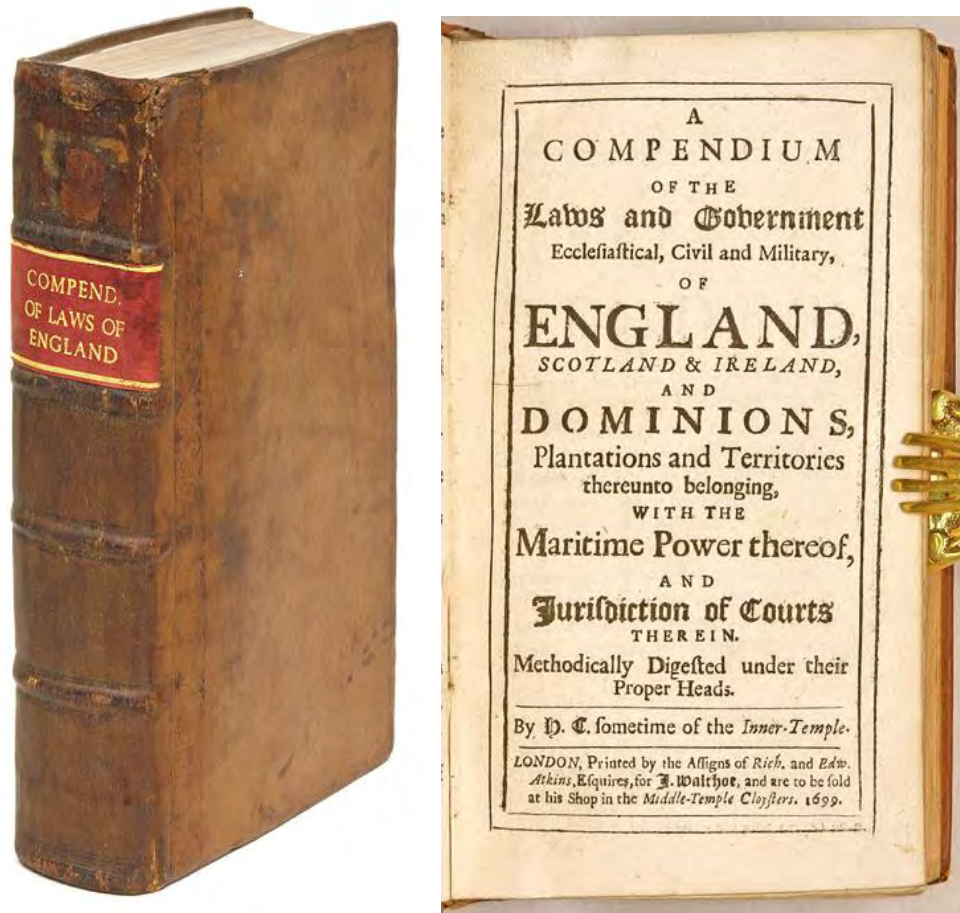 COMPEND.
OF LAWS OF
ENGLAND
A
COMPENDIUM
OF THE
Laws and Government
Eccleſiaſtical, Civil and Military,
OF
ENGLAND,
SCOTLAND & IRELAND,
AND
DOMINIONS,
Plantations and Territories
thereunto belonging,
WITH THE
Maritime Power thereof,
AND
Juriſdiction of Courts
THEREIN.
Methodically Digeſted under their
Proper Heads.
By H. C. ſometime of the Inner-Temple.
LONDON, Printed by the Aſſigns of Rich. and Edw.
Atkins, Eſquires, for J. Walthoe, and are to be ſold
at his Shop in the Middle-Temple Cloyſters. 1699.